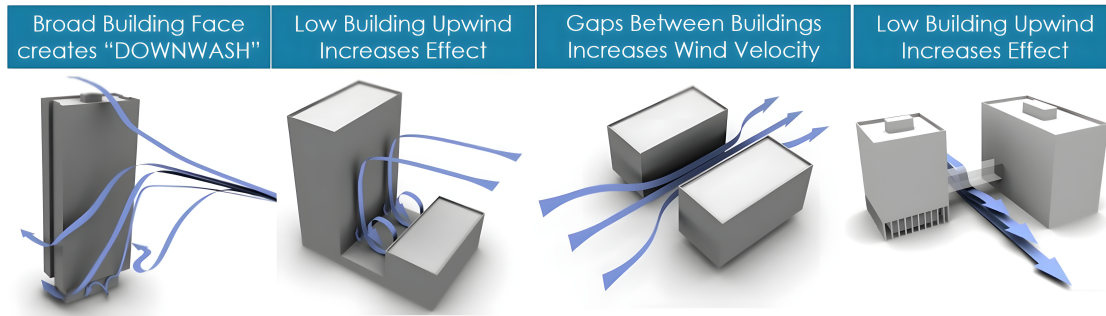 Broad Building Face
creates “DOWNWASH”
Low Building Upwind
Increases Effect
Gaps Between Buildings
Increases Wind Velocity
Low Building Upwind
Increases Effect